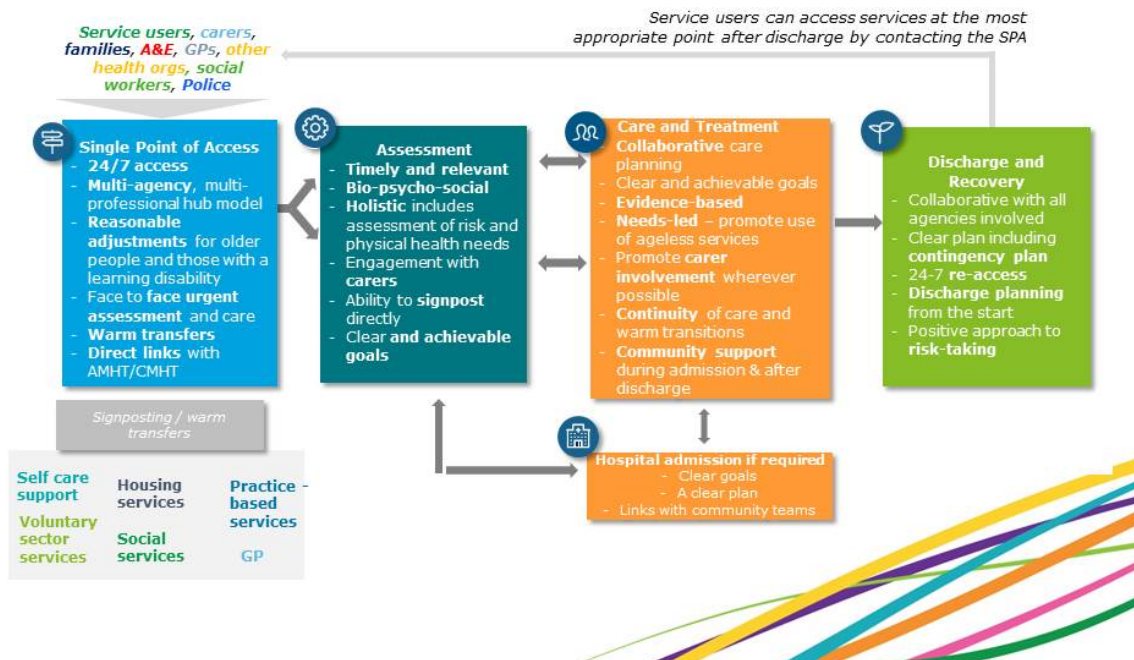 Service users can access services at the most
appropriate point after discharge by contacting the SPA
Service users, carers,
families, A&E, GPs, other
health orgs, social
workers, Police
Single Point of Access
- 24/7 access
- Multi-agency, multi-
professional hub model
- Reasonable
adjustments for older
people and those with a
learning disability
- Face to face urgent
assessment and care
- Warm transfers
- Direct links with
AMHT/CMHT
Assessment
- Timely and relevant
- Bio-psycho-social
- Holistic includes
assessment of risk and
physical health needs
- Engagement with
carers
- Ability to signpost
directly
- Clear and achievable
goals
Care and Treatment
- Collaborative care
planning
- Clear and achievable goals
- Evidence-based
- Needs-led – promote use
of ageless services
- Promote carer
involvement wherever
possible
- Continuity of care and
warm transitions
- Community support
during admission & after
discharge
Discharge and
Recovery
- Collaborative with all
agencies involved
- Clear plan including
contingency plan
- 24-7 re-access
- Discharge planning
from the start
- Positive approach to
risk-taking
Signposting / warm
transfers
Self care
support
Housing
services
Practice -
based
services
Voluntary
sector
services
Social
services
GP
Hospital admission if required
- Clear goals
- A clear plan
- Links with community teams